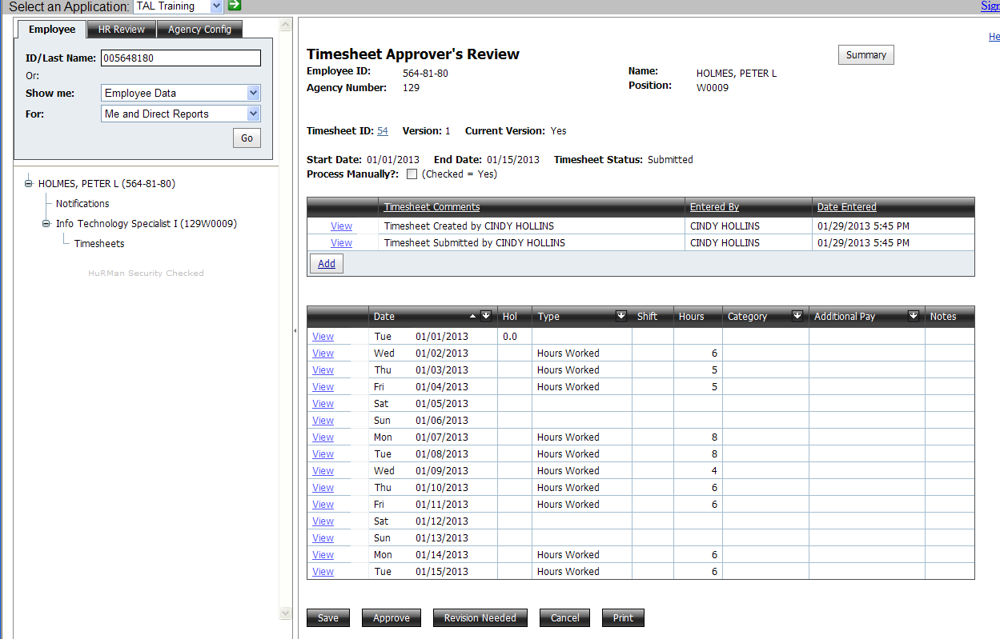 Select an Application: TAL Training
Sign
Employee HR Review Agency Config
ID/Last Name: 005648180
Or:
Show me: Employee Data
For: Me and Direct Reports
Go
HOLMES, PETER L (564-81-80)
Notifications
Info Technology Specialist I (129W0009)
Timesheets
HuRMan Security Checked
He
Timesheet Approver's Review
Summary
Employee ID: 564-81-80 Name: HOLMES, PETER L
Agency Number: 129 Position: W0009
Timesheet ID: 54 Version: 1 Current Version: Yes
Start Date: 01/01/2013 End Date: 01/15/2013 Timesheet Status: Submitted
Process Manually?: (Checked = Yes)
Timesheet Comments Entered By Date Entered
View Timesheet Created by CINDY HOLLINS CINDY HOLLINS 01/29/2013 5:45 PM
View Timesheet Submitted by CINDY HOLLINS CINDY HOLLINS 01/29/2013 5:45 PM
Add
Date Hol Type Shift Hours Category Additional Pay Notes
View Tue 01/01/2013 0.0
View Wed 01/02/2013 Hours Worked 6
View Thu 01/03/2013 Hours Worked 5
View Fri 01/04/2013 Hours Worked 5
View Sat 01/05/2013
View Sun 01/06/2013
View Mon 01/07/2013 Hours Worked 8
View Tue 01/08/2013 Hours Worked 8
View Wed 01/09/2013 Hours Worked 4
View Thu 01/10/2013 Hours Worked 6
View Fri 01/11/2013 Hours Worked 6
View Sat 01/12/2013
View Sun 01/13/2013
View Mon 01/14/2013 Hours Worked 6
View Tue 01/15/2013 Hours Worked 6
Save Approve Revision Needed Cancel Print